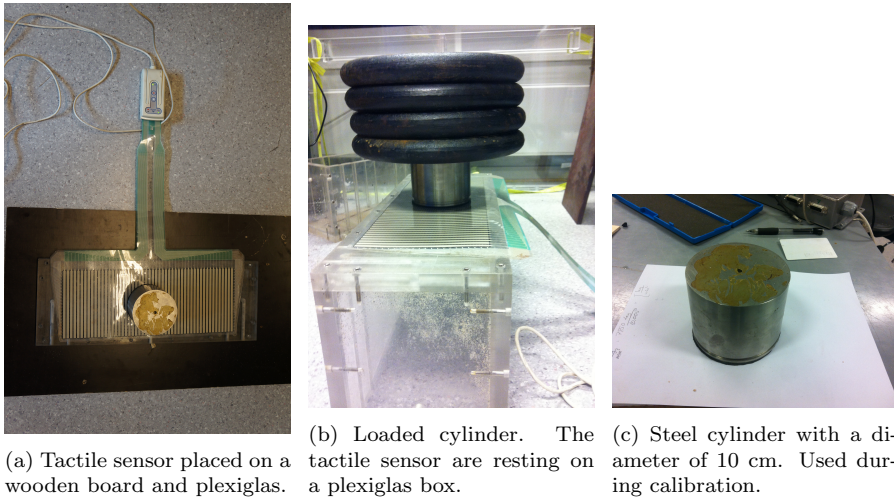 (a) Tactile sensor placed on a
wooden board and plexiglas.
(b) Loaded cylinder. The
tactile sensor are resting on
a plexiglas box.
(c) Steel cylinder with a di-
ameter of 10 cm. Used dur-
ing calibration.